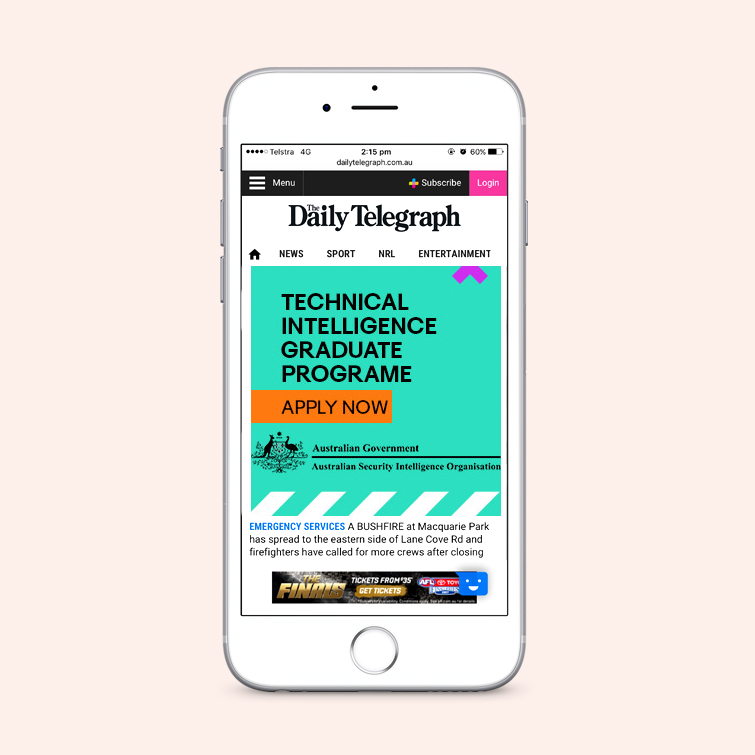 Telstra 4G 2:15 pm 60%
dailytelegraph.com.au
Menu Subscribe Login
The Daily Telegraph
NEWS SPORT NRL ENTERTAINMENT
TECHNICAL
INTELLIGENCE
GRADUATE
PROGRAME
APPLY NOW
Australian Government
Australian Security Intelligence Organisation
EMERGENCY SERVICES A BUSHFIRE at Macquarie Park
has spread to the eastern side of Lane Cove Rd and
firefighters have called for more crews after closing
THE FINALS TICKETS FROM $35 AFL TOYO
GET TICKETS